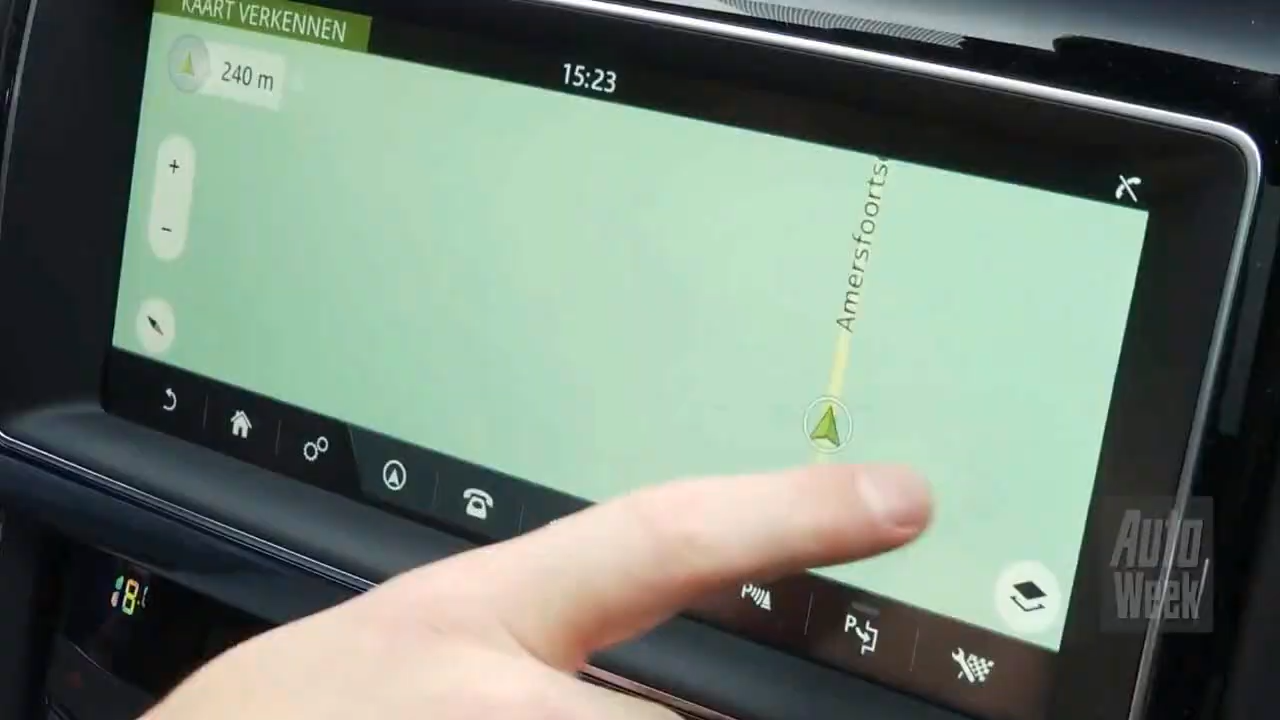 KAART VERKENNEN
240 m
15:23
+
-
Amersfoorts
P
P
Auto
Week